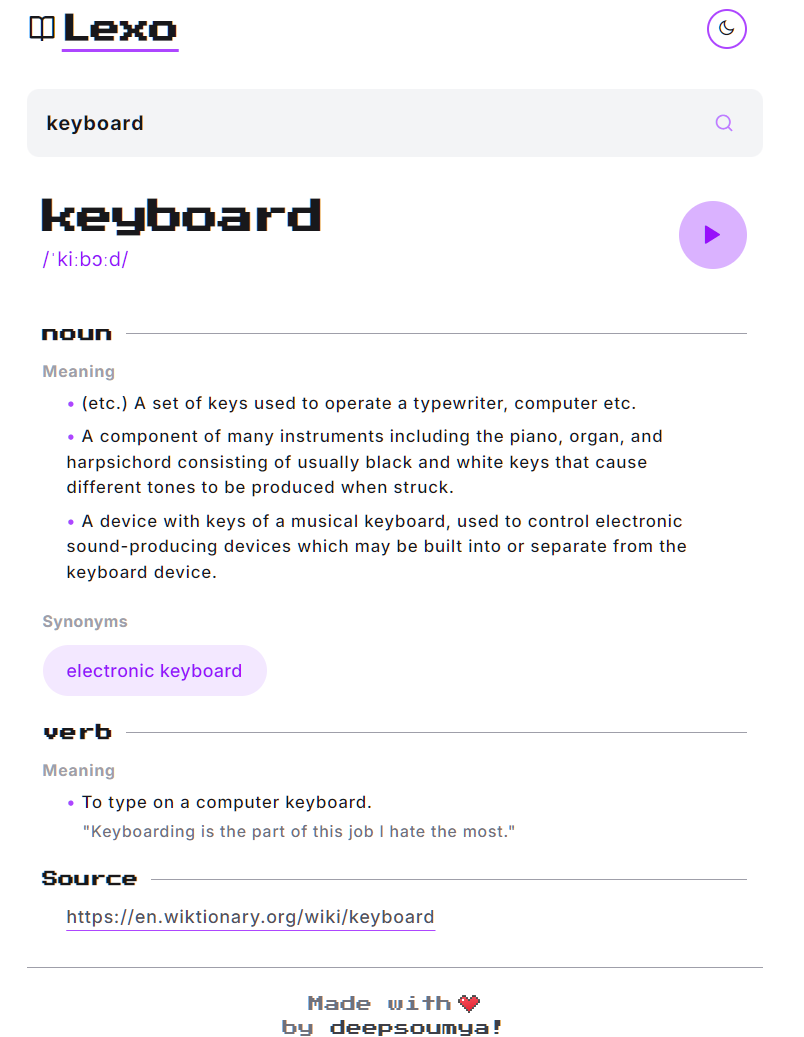 Lexo
keyboard
keyboard
/ˈkiːbɔːd/
noun
Meaning
• (etc.) A set of keys used to operate a typewriter, computer etc.
• A component of many instruments including the piano, organ, and
harpsichord consisting of usually black and white keys that cause
different tones to be produced when struck.
• A device with keys of a musical keyboard, used to control electronic
sound-producing devices which may be built into or separate from the
keyboard device.
Synonyms
electronic keyboard
verb
Meaning
• To type on a computer keyboard.
"Keyboarding is the part of this job I hate the most."
Source
https://en.wiktionary.org/wiki/keyboard
Made with
by deepsoumya!